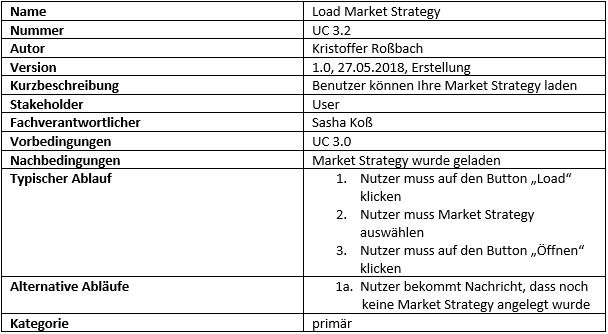 Name Load Market Strategy
Nummer UC 3.2
Autor Kristoffer Roßbach
Version 1.0, 27.05.2018, Erstellung
Kurzbeschreibung Benutzer können Ihre Market Strategy laden
Stakeholder User
Fachverantwortlicher Sasha Koß
Vorbedingungen UC 3.0
Nachbedingungen Market Strategy wurde geladen
Typischer Ablauf 1. Nutzer muss auf den Button „Load“
klicken
2. Nutzer muss Market Strategy
auswählen
3. Nutzer muss auf den Button „Öffnen“
klicken
Alternative Abläufe 1a. Nutzer bekommt Nachricht, dass noch
keine Market Strategy angelegt wurde
Kategorie primär